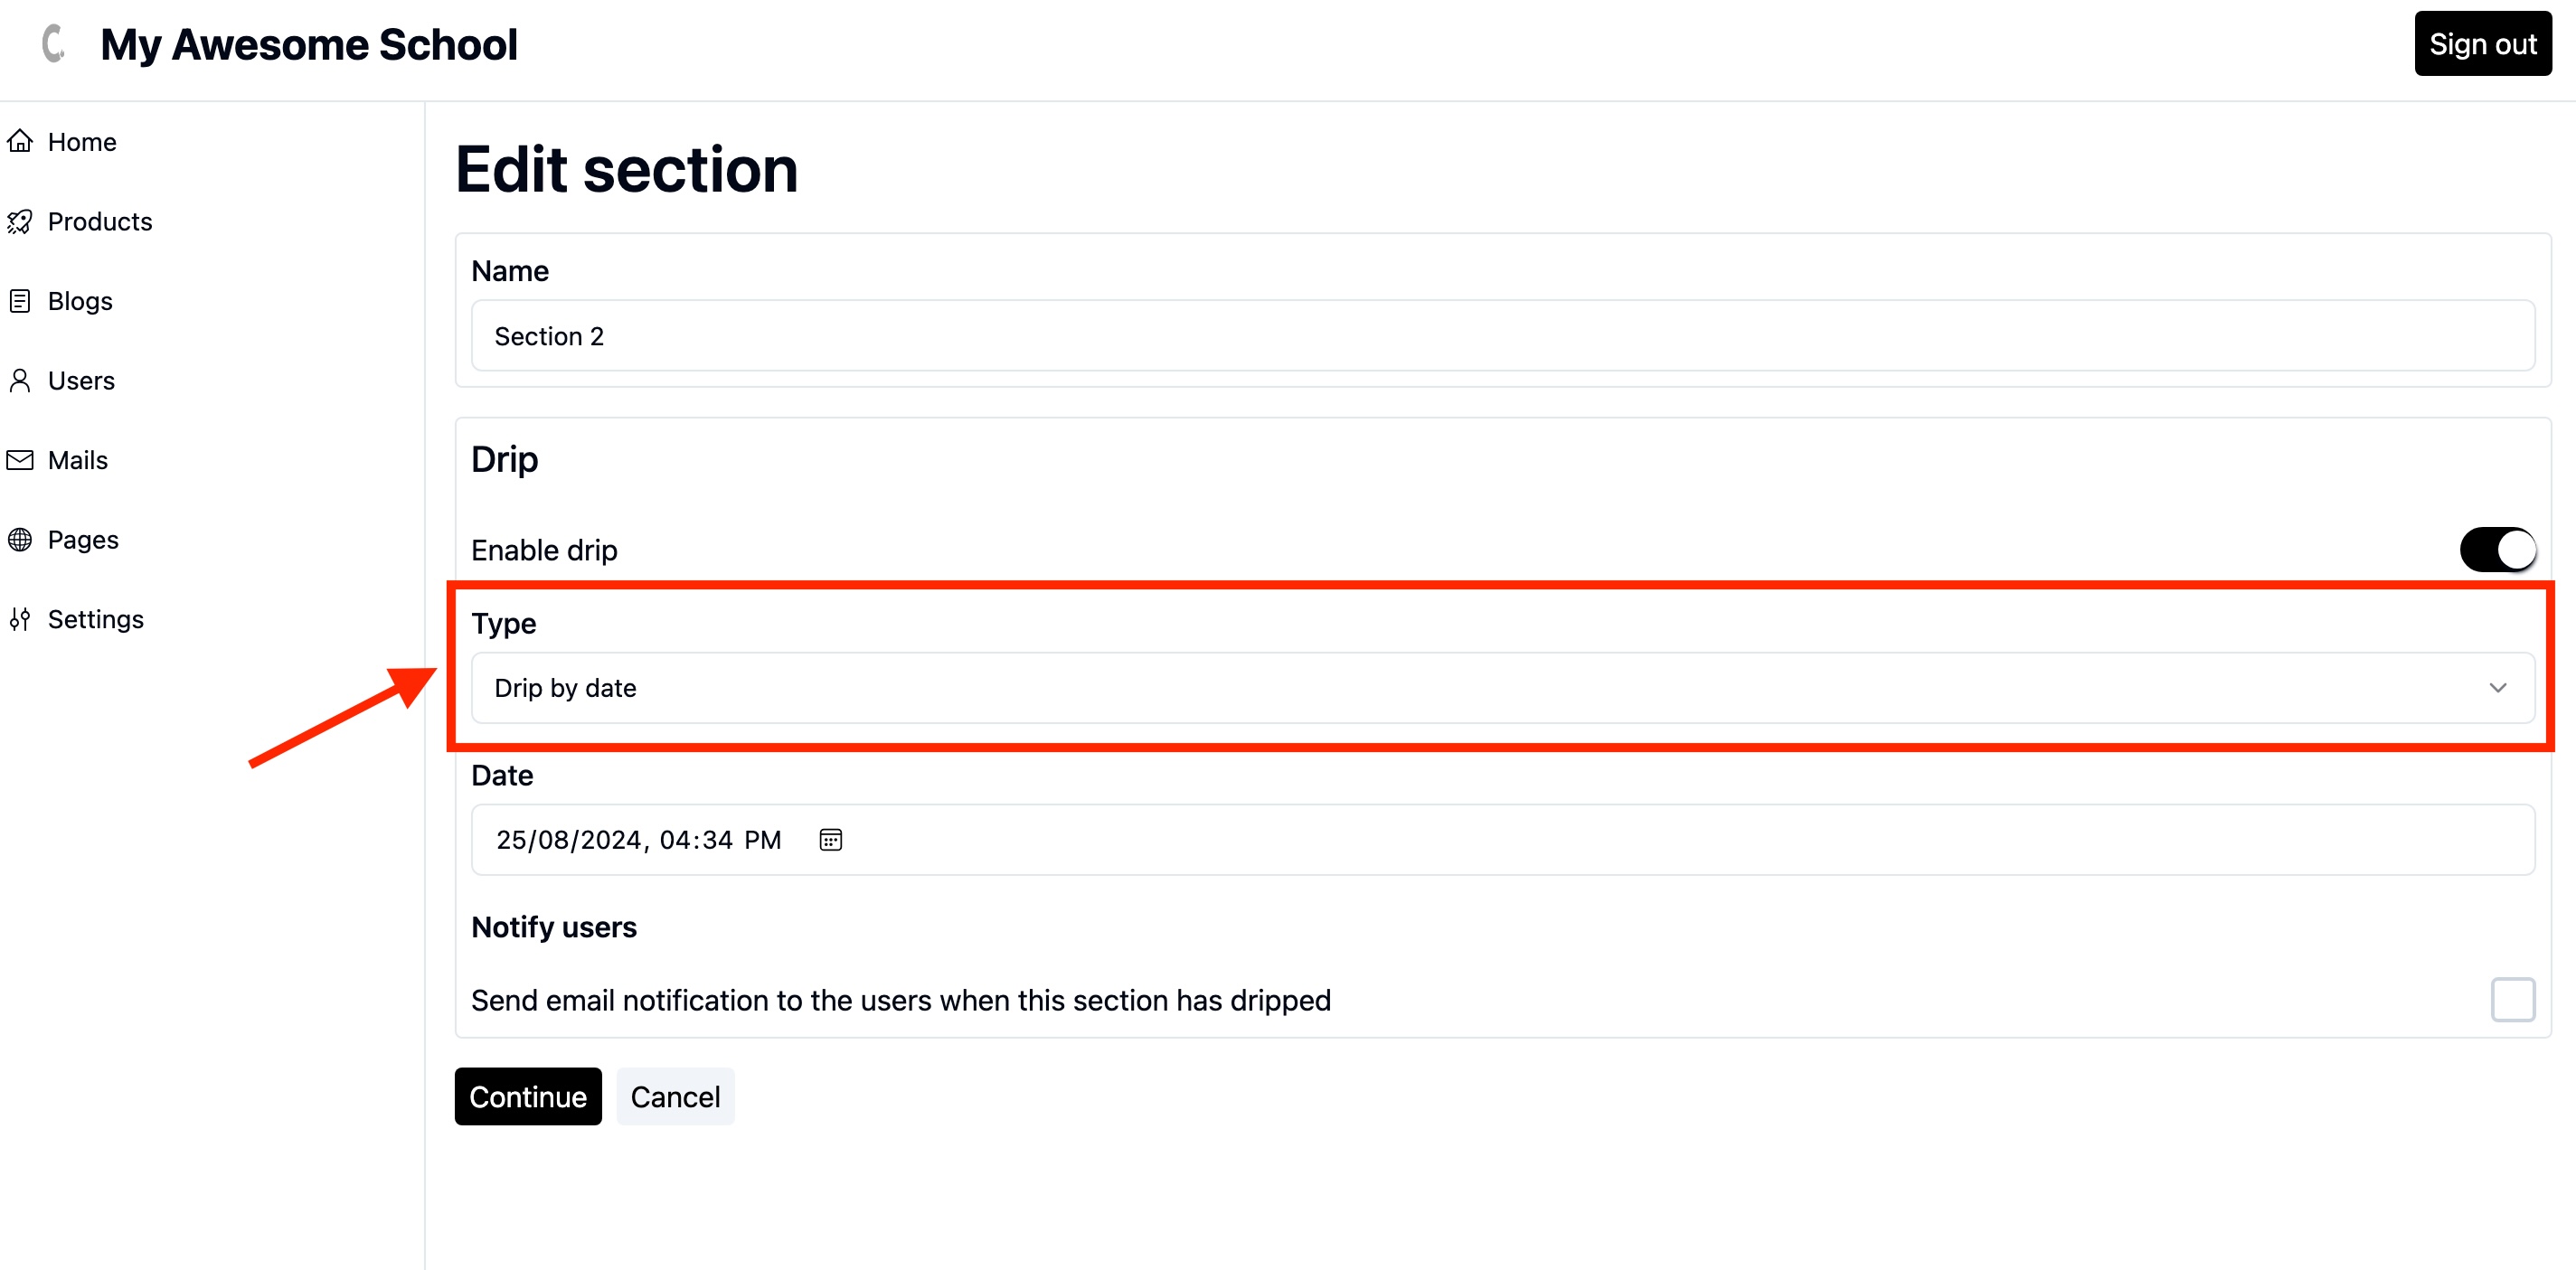 My Awesome School
Sign out
Home
Products
Blogs
Users
Mails
Pages
Settings
Edit section
Name
Section 2
Drip
Enable drip
Type
Drip by date
Date
25/08/2024, 04:34 PM
Notify users
Send email notification to the users when this section has dripped
Continue
Cancel